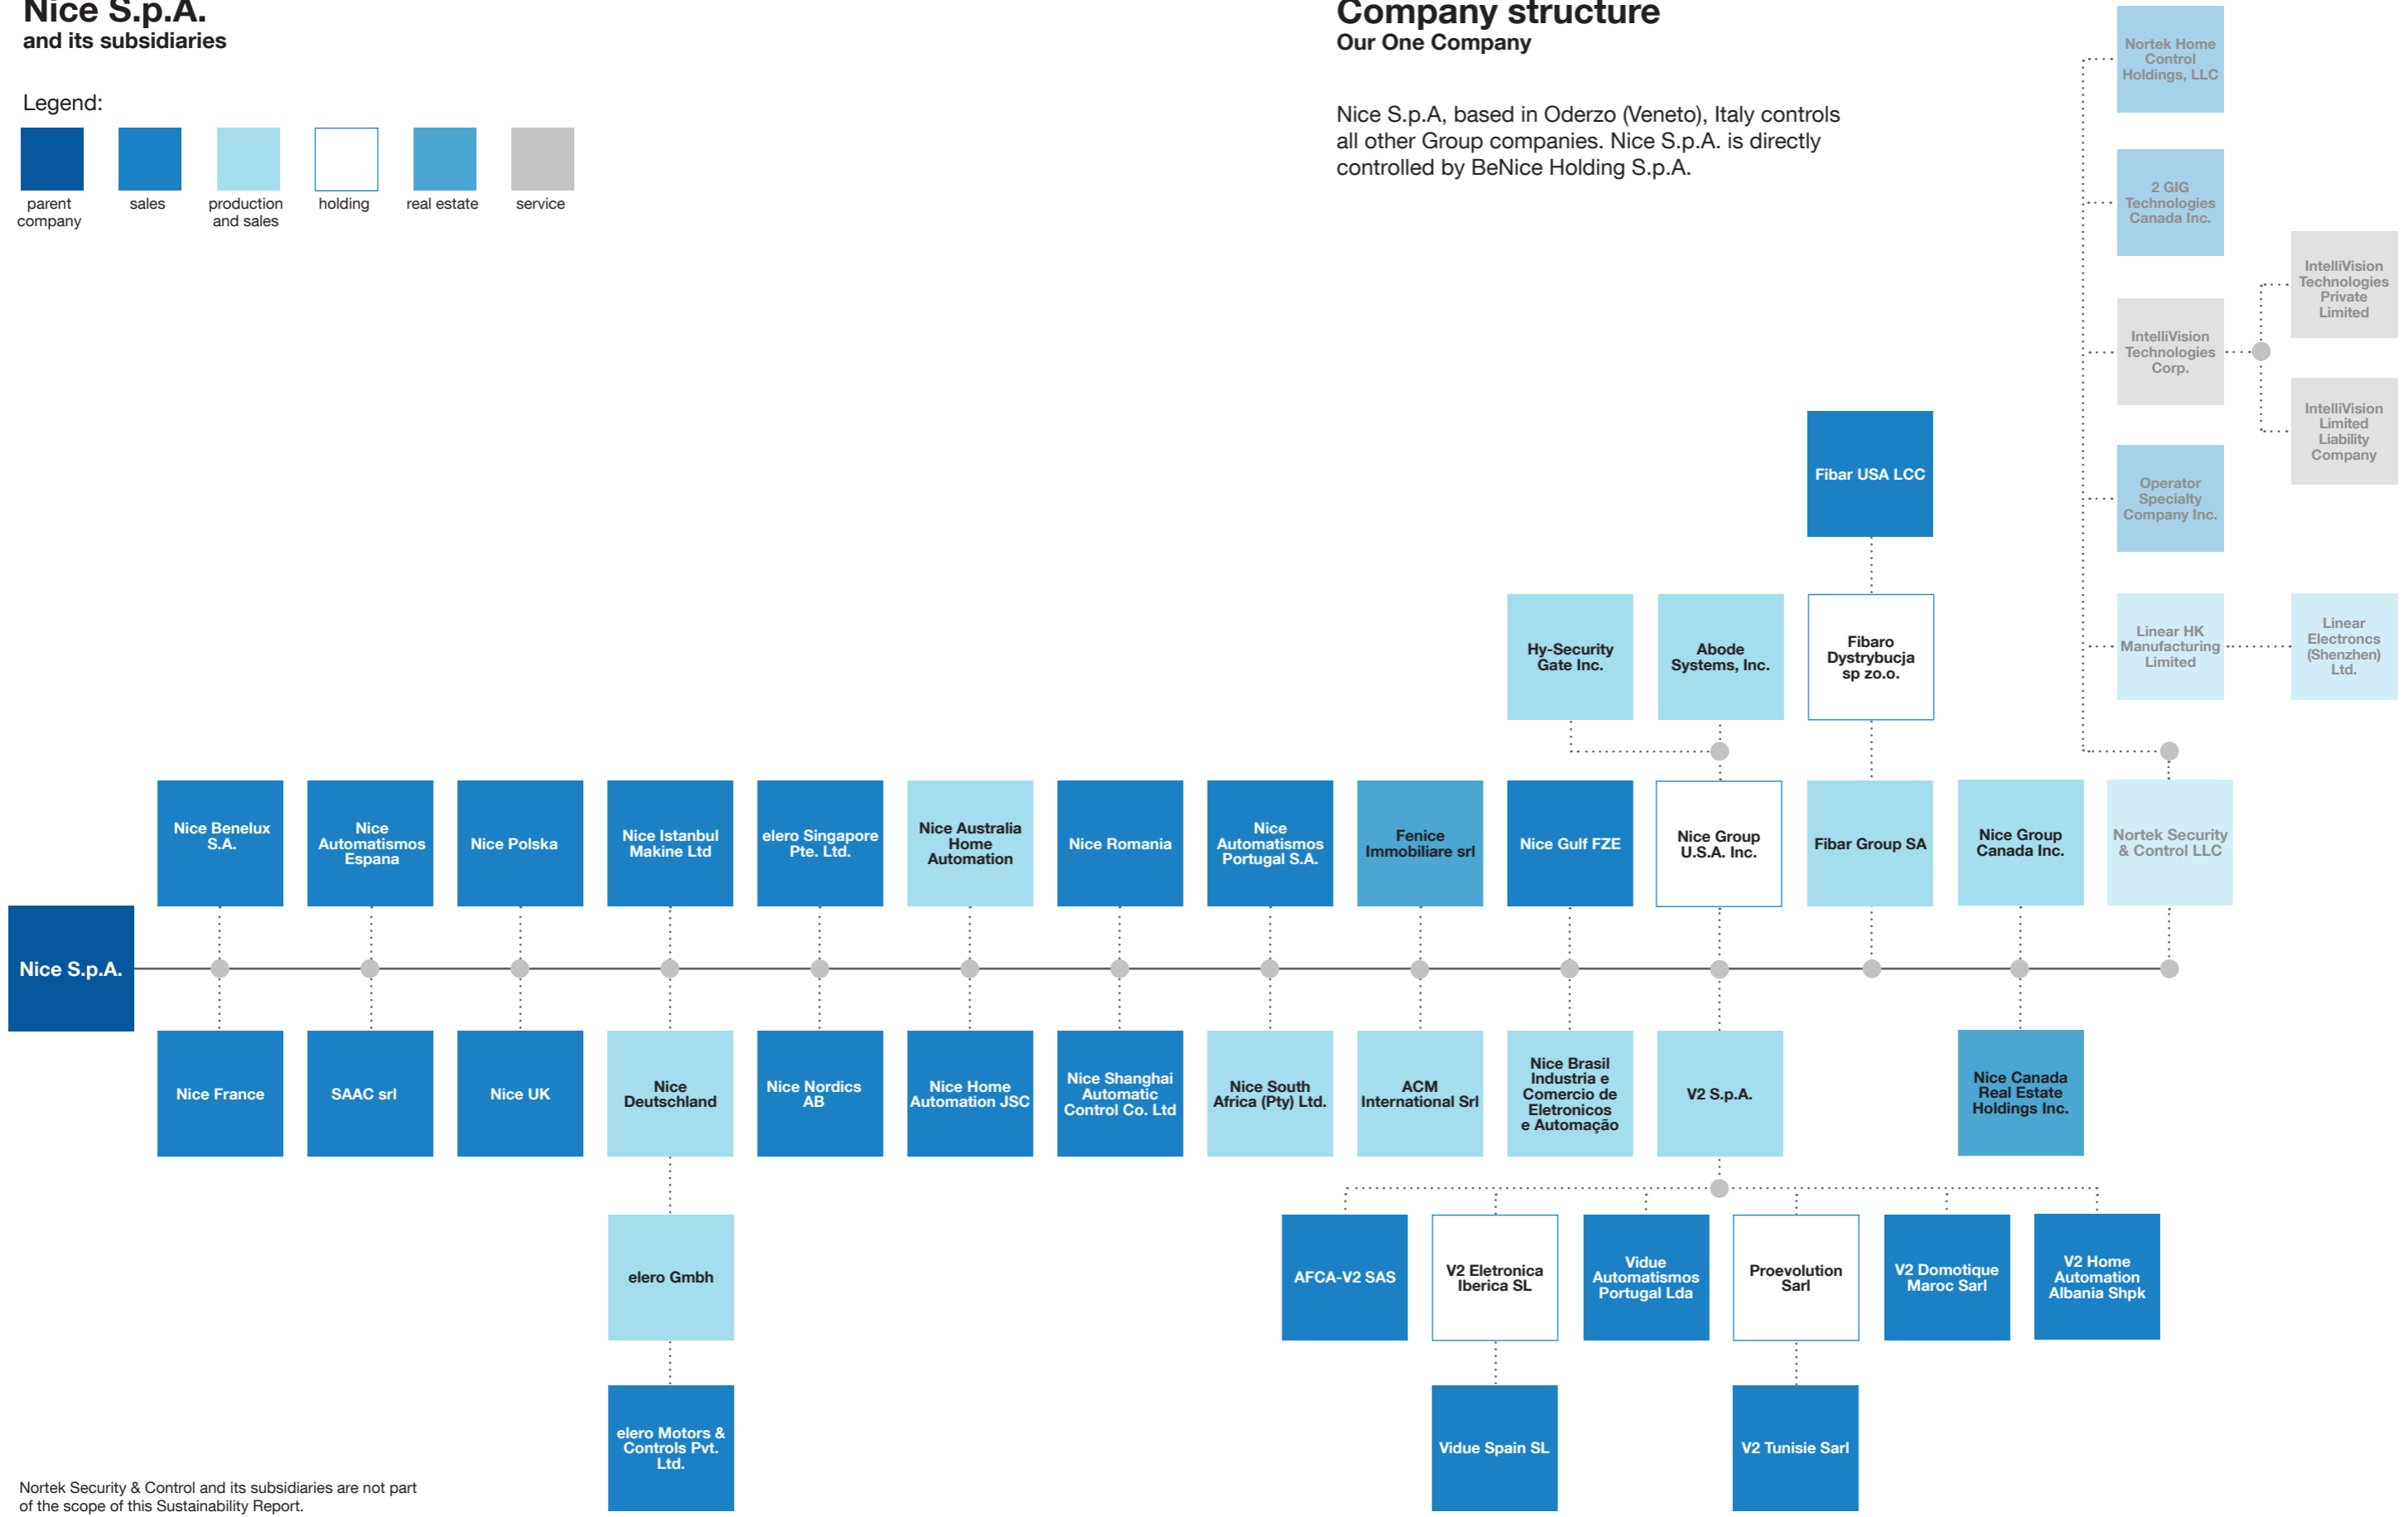 Nice S.p.A.
and its subsidiaries
Legend:
parent
company
sales
production
and sales
holding
real estate
service
Company structure
Our One Company
Nice S.p.A, based in Oderzo (Veneto), Italy controls
all other Group companies. Nice S.p.A. is directly
controlled by BeNice Holding S.p.A.
Nortek Home
Control
Holdings, LLC
2 GIG
Technologies
Canada Inc.
IntelliVision
Technologies
Private
Limited
IntelliVision
Technologies
Corp.
IntelliVision
Limited
Liability
Company
Operator
Specialty
Company Inc.
Linear HK
Manufacturing
Limited
Linear
Electroncs
(Shenzhen)
Ltd.
Fibar USA LCC
Hy-Security
Gate Inc.
Abode
Systems, Inc.
Fibaro
Dystrybucja
sp zo.o.
Nice Benelux
S.A.
Nice
Automatismos
Espana
Nice Polska
Nice Istanbul
Makine Ltd
elero Singapore
Pte. Ltd.
Nice Australia
Home
Automation
Nice Romania
Nice
Automatismos
Portugal S.A.
Fenice
Immobiliare srl
Nice Gulf FZE
Nice Group
U.S.A. Inc.
Fibar Group SA
Nice Group
Canada Inc.
Nortek Security
& Control LLC
Nice S.p.A.
Nice France
SAAC srl
Nice UK
Nice
Deutschland
Nice Nordics
AB
Nice Home
Automation JSC
Nice Shanghai
Automatic
Control Co. Ltd
Nice South
Africa (Pty) Ltd.
ACM
International Srl
Nice Brasil
Industria e
Comercio de
Eletronicos
e Automação
V2 S.p.A.
Nice Canada
Real Estate
Holdings Inc.
elero Gmbh
AFCA-V2 SAS
V2 Eletronica
Iberica SL
Vidue
Automatismos
Portugal Lda
Proevolution
Sarl
V2 Domotique
Maroc Sarl
V2 Home
Automation
Albania Shpk
elero Motors &
Controls Pvt.
Ltd.
Vidue Spain SL
V2 Tunisie Sarl
Nortek Security & Control and its subsidiaries are not part
of the scope of this Sustainability Report.